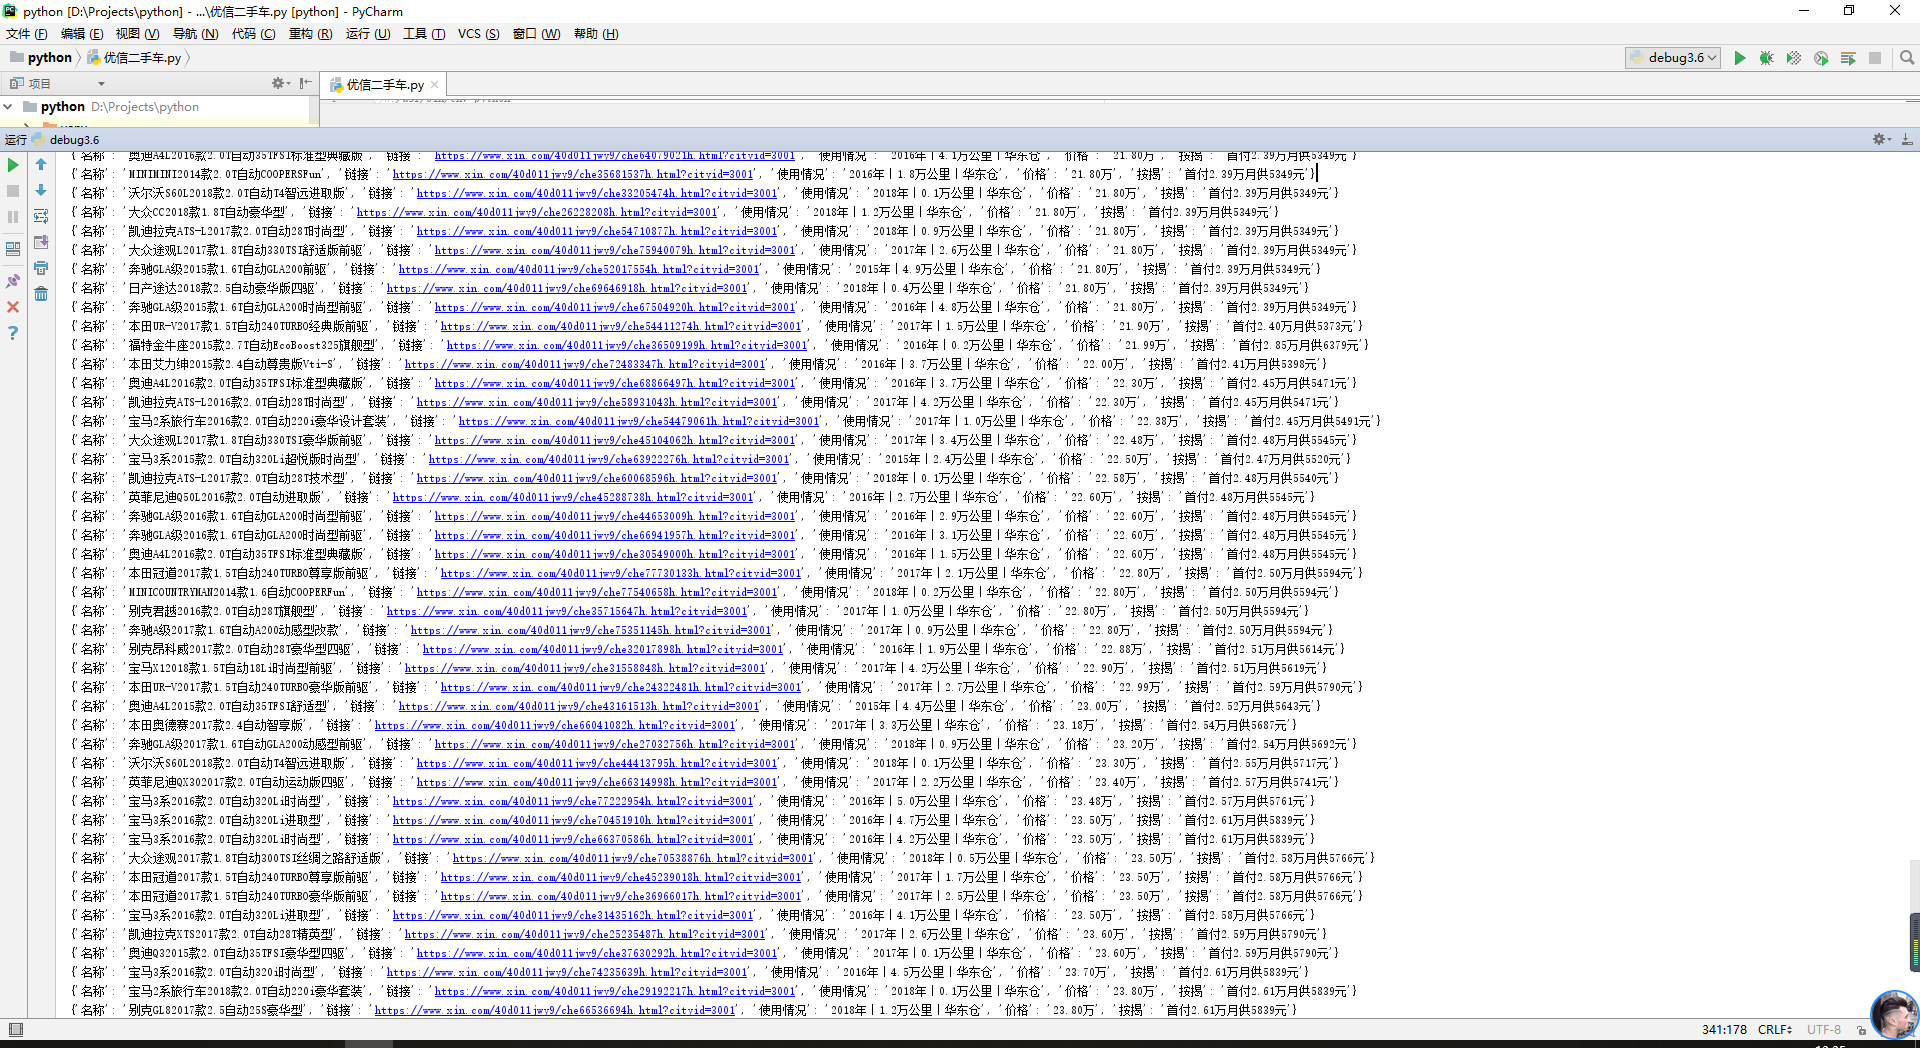 python [D:\Projects\python] - ...\优信二手车.py [python] - PyCharm
文件 (F) 编辑 (E) 视图 (V) 导航 (N) 代码 (C) 重构 (R) 运行 (U) 工具 (T) VCS (S) 窗口 (W) 帮助 (H)
python 优信二手车.py debug3.6
项目 优信二手车.py
python D:\Projects\python
运行 debug3.6
{'名称': '奥迪A4L2016款2.0T自动35TFSI标准型典藏版', '链接': 'https://www.xin.com/40d011jwy9/che64079021h.html?cityid=3001', '使用情况': '2016年|4.1万公里|华东仓', '价格': '21.80万', '按揭': '首付2.39万月供5349元'}
{'名称': 'MINIMINI2014款2.0T自动COOPERSFun', '链接': 'https://www.xin.com/40d011jwy9/che35681537h.html?cityid=3001', '使用情况': '2016年|1.8万公里|华东仓', '价格': '21.80万', '按揭': '首付2.39万月供5349元'}
{'名称': '沃尔沃S60L2018款2.0T自动T4智远进取版', '链接': 'https://www.xin.com/40d011jwy9/che33205474h.html?cityid=3001', '使用情况': '2018年|0.1万公里|华东仓', '价格': '21.80万', '按揭': '首付2.39万月供5349元'}
{'名称': '大众CC2018款1.8T自动豪华型', '链接': 'https://www.xin.com/40d011jwy9/che26228208h.html?cityid=3001', '使用情况': '2018年|1.2万公里|华东仓', '价格': '21.80万', '按揭': '首付2.39万月供5349元'}
{'名称': '凯迪拉克ATS-L2017款2.0T自动28T时尚型', '链接': 'https://www.xin.com/40d011jwy9/che54710877h.html?cityid=3001', '使用情况': '2018年|0.9万公里|华东仓', '价格': '21.80万', '按揭': '首付2.39万月供5349元'}
{'名称': '大众途观L2017款1.8T自动330TSI舒适版前驱', '链接': 'https://www.xin.com/40d011jwy9/che75940079h.html?cityid=3001', '使用情况': '2017年|2.6万公里|华东仓', '价格': '21.80万', '按揭': '首付2.39万月供5349元'}
{'名称': '奔驰GLA级2015款1.6T自动GLA200前驱', '链接': 'https://www.xin.com/40d011jwy9/che52017554h.html?cityid=3001', '使用情况': '2015年|4.9万公里|华东仓', '价格': '21.80万', '按揭': '首付2.39万月供5349元'}
{'名称': '日产途达2018款2.5自动豪华版四驱', '链接': 'https://www.xin.com/40d011jwy9/che69646918h.html?cityid=3001', '使用情况': '2018年|0.4万公里|华东仓', '价格': '21.80万', '按揭': '首付2.39万月供5349元'}
{'名称': '奔驰GLA级2015款1.6T自动GLA200时尚型前驱', '链接': 'https://www.xin.com/40d011jwy9/che67504920h.html?cityid=3001', '使用情况': '2016年|4.8万公里|华东仓', '价格': '21.80万', '按揭': '首付2.39万月供5349元'}
{'名称': '本田UR-V2017款1.5T自动240TURBO经典版前驱', '链接': 'https://www.xin.com/40d011jwy9/che54411274h.html?cityid=3001', '使用情况': '2017年|1.5万公里|华东仓', '价格': '21.90万', '按揭': '首付2.40万月供5373元'}
{'名称': '福特金牛座2015款2.7T自动EcoBoost325旗舰型', '链接': 'https://www.xin.com/40d011jwy9/che36509199h.html?cityid=3001', '使用情况': '2016年|0.2万公里|华东仓', '价格': '21.99万', '按揭': '首付2.85万月供6379元'}
{'名称': '本田艾力绅2015款2.4自动尊贵版Vti-S', '链接': 'https://www.xin.com/40d011jwy9/che72483347h.html?cityid=3001', '使用情况': '2016年|3.7万公里|华东仓', '价格': '22.00万', '按揭': '首付2.41万月供5398元'}
{'名称': '奥迪A4L2016款2.0T自动35TFSI标准型典藏版', '链接': 'https://www.xin.com/40d011jwy9/che68866497h.html?cityid=3001', '使用情况': '2016年|3.7万公里|华东仓', '价格': '22.30万', '按揭': '首付2.45万月供5471元'}
{'名称': '凯迪拉克ATS-L2016款2.0T自动28T时尚型', '链接': 'https://www.xin.com/40d011jwy9/che58931043h.html?cityid=3001', '使用情况': '2017年|4.2万公里|华东仓', '价格': '22.30万', '按揭': '首付2.45万月供5471元'}
{'名称': '宝马2系旅行车2016款2.0T自动220i豪华设计套装', '链接': 'https://www.xin.com/40d011jwy9/che54479061h.html?cityid=3001', '使用情况': '2017年|1.0万公里|华东仓', '价格': '22.38万', '按揭': '首付2.45万月供5491元'}
{'名称': '大众途观L2017款1.8T自动330TSI豪华版前驱', '链接': 'https://www.xin.com/40d011jwy9/che45104062h.html?cityid=3001', '使用情况': '2017年|3.4万公里|华东仓', '价格': '22.48万', '按揭': '首付2.48万月供5545元'}
{'名称': '宝马3系2015款2.0T自动320Li超悦版时尚型', '链接': 'https://www.xin.com/40d011jwy9/che63922276h.html?cityid=3001', '使用情况': '2015年|2.4万公里|华东仓', '价格': '22.50万', '按揭': '首付2.47万月供5520元'}
{'名称': '凯迪拉克ATS-L2017款2.0T自动28T技术型', '链接': 'https://www.xin.com/40d011jwy9/che60068596h.html?cityid=3001', '使用情况': '2018年|0.1万公里|华东仓', '价格': '22.58万', '按揭': '首付2.48万月供5540元'}
{'名称': '英菲尼迪Q50L2016款2.0T自动进取版', '链接': 'https://www.xin.com/40d011jwy9/che45288738h.html?cityid=3001', '使用情况': '2016年|2.7万公里|华东仓', '价格': '22.60万', '按揭': '首付2.48万月供5545元'}
{'名称': '奔驰GLA级2016款1.6T自动GLA200时尚型前驱', '链接': 'https://www.xin.com/40d011jwy9/che44653009h.html?cityid=3001', '使用情况': '2016年|2.9万公里|华东仓', '价格': '22.60万', '按揭': '首付2.48万月供5545元'}
{'名称': '奔驰GLA级2016款1.6T自动GLA200时尚型前驱', '链接': 'https://www.xin.com/40d011jwy9/che66941957h.html?cityid=3001', '使用情况': '2016年|3.1万公里|华东仓', '价格': '22.60万', '按揭': '首付2.48万月供5545元'}
{'名称': '奥迪A4L2016款2.0T自动35TFSI标准型典藏版', '链接': 'https://www.xin.com/40d011jwy9/che30549000h.html?cityid=3001', '使用情况': '2016年|1.5万公里|华东仓', '价格': '22.60万', '按揭': '首付2.48万月供5545元'}
{'名称': '本田冠道2017款1.5T自动240TURBO尊享版前驱', '链接': 'https://www.xin.com/40d011jwy9/che77730133h.html?cityid=3001', '使用情况': '2017年|2.1万公里|华东仓', '价格': '22.80万', '按揭': '首付2.50万月供5594元'}
{'名称': 'MINICOUNTRYMAN2014款1.6自动COOPERFun', '链接': 'https://www.xin.com/40d011jwy9/che77540658h.html?cityid=3001', '使用情况': '2018年|0.2万公里|华东仓', '价格': '22.80万', '按揭': '首付2.50万月供5594元'}
{'名称': '别克君越2016款2.0T自动28T旗舰型', '链接': 'https://www.xin.com/40d011jwy9/che35715647h.html?cityid=3001', '使用情况': '2017年|1.0万公里|华东仓', '价格': '22.80万', '按揭': '首付2.50万月供5594元'}
{'名称': '奔驰A级2017款1.6T自动A200动感型改款', '链接': 'https://www.xin.com/40d011jwy9/che75351145h.html?cityid=3001', '使用情况': '2017年|0.9万公里|华东仓', '价格': '22.80万', '按揭': '首付2.50万月供5594元'}
{'名称': '别克昂科威2017款2.0T自动28T豪华型四驱', '链接': 'https://www.xin.com/40d011jwy9/che32017898h.html?cityid=3001', '使用情况': '2016年|1.9万公里|华东仓', '价格': '22.88万', '按揭': '首付2.51万月供5614元'}
{'名称': '宝马X12018款1.5T自动18Li时尚型前驱', '链接': 'https://www.xin.com/40d011jwy9/che31558848h.html?cityid=3001', '使用情况': '2017年|4.2万公里|华东仓', '价格': '22.90万', '按揭': '首付2.51万月供5619元'}
{'名称': '本田UR-V2017款1.5T自动240TURBO豪华版前驱', '链接': 'https://www.xin.com/40d011jwy9/che24322481h.html?cityid=3001', '使用情况': '2017年|2.7万公里|华东仓', '价格': '22.99万', '按揭': '首付2.59万月供5790元'}
{'名称': '奥迪A4L2015款2.0T自动35TFSI舒适型', '链接': 'https://www.xin.com/40d011jwy9/che43161513h.html?cityid=3001', '使用情况': '2015年|4.4万公里|华东仓', '价格': '23.00万', '按揭': '首付2.52万月供5643元'}
{'名称': '本田奥德赛2017款2.4自动智享版', '链接': 'https://www.xin.com/40d011jwy9/che66041082h.html?cityid=3001', '使用情况': '2017年|3.3万公里|华东仓', '价格': '23.18万', '按揭': '首付2.54万月供5687元'}
{'名称': '奔驰GLA级2017款1.6T自动GLA200动感型前驱', '链接': 'https://www.xin.com/40d011jwy9/che27032756h.html?cityid=3001', '使用情况': '2018年|0.9万公里|华东仓', '价格': '23.20万', '按揭': '首付2.54万月供5692元'}
{'名称': '沃尔沃S60L2018款2.0T自动T4智远进取版', '链接': 'https://www.xin.com/40d011jwy9/che44413795h.html?cityid=3001', '使用情况': '2018年|0.1万公里|华东仓', '价格': '23.30万', '按揭': '首付2.55万月供5717元'}
{'名称': '英菲尼迪QX302017款2.0T自动运动版四驱', '链接': 'https://www.xin.com/40d011jwy9/che66314998h.html?cityid=3001', '使用情况': '2017年|2.2万公里|华东仓', '价格': '23.40万', '按揭': '首付2.57万月供5741元'}
{'名称': '宝马3系2016款2.0T自动320Li时尚型', '链接': 'https://www.xin.com/40d011jwy9/che77222954h.html?cityid=3001', '使用情况': '2016年|5.0万公里|华东仓', '价格': '23.48万', '按揭': '首付2.57万月供5761元'}
{'名称': '宝马3系2016款2.0T自动320Li进取型', '链接': 'https://www.xin.com/40d011jwy9/che70451910h.html?cityid=3001', '使用情况': '2016年|4.7万公里|华东仓', '价格': '23.50万', '按揭': '首付2.61万月供5839元'}
{'名称': '宝马3系2016款2.0T自动320Li时尚型', '链接': 'https://www.xin.com/40d011jwy9/che66370586h.html?cityid=3001', '使用情况': '2016年|4.2万公里|华东仓', '价格': '23.50万', '按揭': '首付2.61万月供5839元'}
{'名称': '大众途观2017款1.8T自动300TSI丝绸之路舒适版', '链接': 'https://www.xin.com/40d011jwy9/che70538876h.html?cityid=3001', '使用情况': '2018年|0.5万公里|华东仓', '价格': '23.50万', '按揭': '首付2.58万月供5766元'}
{'名称': '本田冠道2017款1.5T自动240TURBO尊享版前驱', '链接': 'https://www.xin.com/40d011jwy9/che45239018h.html?cityid=3001', '使用情况': '2017年|1.7万公里|华东仓', '价格': '23.50万', '按揭': '首付2.58万月供5766元'}
{'名称': '本田冠道2017款1.5T自动240TURBO豪华版前驱', '链接': 'https://www.xin.com/40d011jwy9/che36966017h.html?cityid=3001', '使用情况': '2017年|2.5万公里|华东仓', '价格': '23.50万', '按揭': '首付2.58万月供5766元'}
{'名称': '宝马3系2016款2.0T自动320Li进取型', '链接': 'https://www.xin.com/40d011jwy9/che31435162h.html?cityid=3001', '使用情况': '2016年|4.1万公里|华东仓', '价格': '23.50万', '按揭': '首付2.58万月供5766元'}
{'名称': '凯迪拉克XTS2017款2.0T自动28T精英型', '链接': 'https://www.xin.com/40d011jwy9/che25235487h.html?cityid=3001', '使用情况': '2017年|2.6万公里|华东仓', '价格': '23.60万', '按揭': '首付2.59万月供5790元'}
{'名称': '奥迪Q32015款2.0T自动35TFSI豪华型四驱', '链接': 'https://www.xin.com/40d011jwy9/che37630292h.html?cityid=3001', '使用情况': '2017年|0.1万公里|华东仓', '价格': '23.60万', '按揭': '首付2.59万月供5790元'}
{'名称': '宝马3系2016款2.0T自动320i时尚型', '链接': 'https://www.xin.com/40d011jwy9/che74235639h.html?cityid=3001', '使用情况': '2016年|4.5万公里|华东仓', '价格': '23.70万', '按揭': '首付2.61万月供5839元'}
{'名称': '宝马2系旅行车2018款2.0T自动220i豪华套装', '链接': 'https://www.xin.com/40d011jwy9/che29192217h.html?cityid=3001', '使用情况': '2018年|0.1万公里|华东仓', '价格': '23.80万', '按揭': '首付2.61万月供5839元'}
{'名称': '别克GL82017款2.5自动25S豪华型', '链接': 'https://www.xin.com/40d011jwy9/che66536694h.html?cityid=3001', '使用情况': '2018年|1.2万公里|华东仓', '价格': '23.80万', '按揭': '首付2.61万月供5839元'}
341:178 CRLF UTF-8